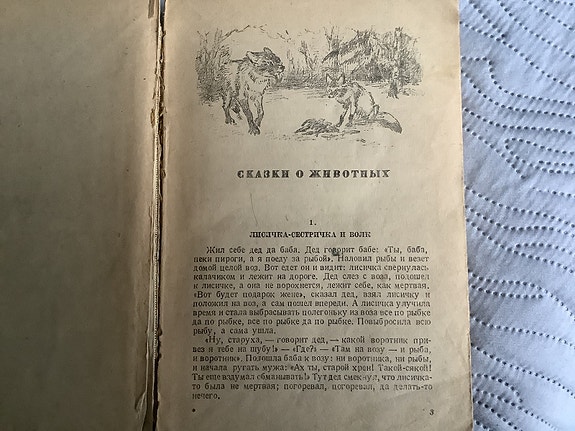 СКАЗКИ О ЖИВОТНЫХ
1.
ЛИСИЧКА-СЕСТРИЧКА И ВОЛК
Жил себе дед да баба. Дед говорит бабе: «Ты, баба,
пеки пироги, а я поеду за рыбой». Наловил рыбы и везет
домой целой воз. Вот едет он и видит: лисичка свернулась
калачиком и лежит на дороге. Дед слез с воза, подошел
к лисичке, а она не ворохнется, лежит себе, как мертвая.
«Вот будет подарок жене», сказал дед, взял лисичку и
положил на воз, а сам пошел впереди. А лисичка улучила
время и стала выбрасывать полегоньку из воза все по рыбке
да по рыбке, все по рыбке да по рыбке. Повыбросила всю
рыбу, а сама ушла.
«Ну, старуха, — говорит дед, — какой воротник при-
вез я тебе на шубу!» — «Где?» — «Там на возу — и рыба,
и воротник». Подошла баба к возу: ни воротника, ни рыбы,
и начала ругать мужа: «Ах ты, старой хрен! Такой-сякой!
Ты еще вздумал обманывать!» Тут дед смекнул, что лисичка-
то была не мертвая; погоревал, погоревал, да делать-то
нечего.
*
3